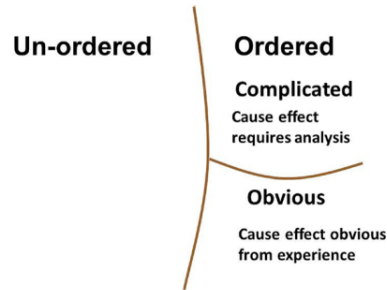 Un-ordered
Ordered
Complicated
Cause effect
requires analysis
Obvious
Cause effect obvious
from experience